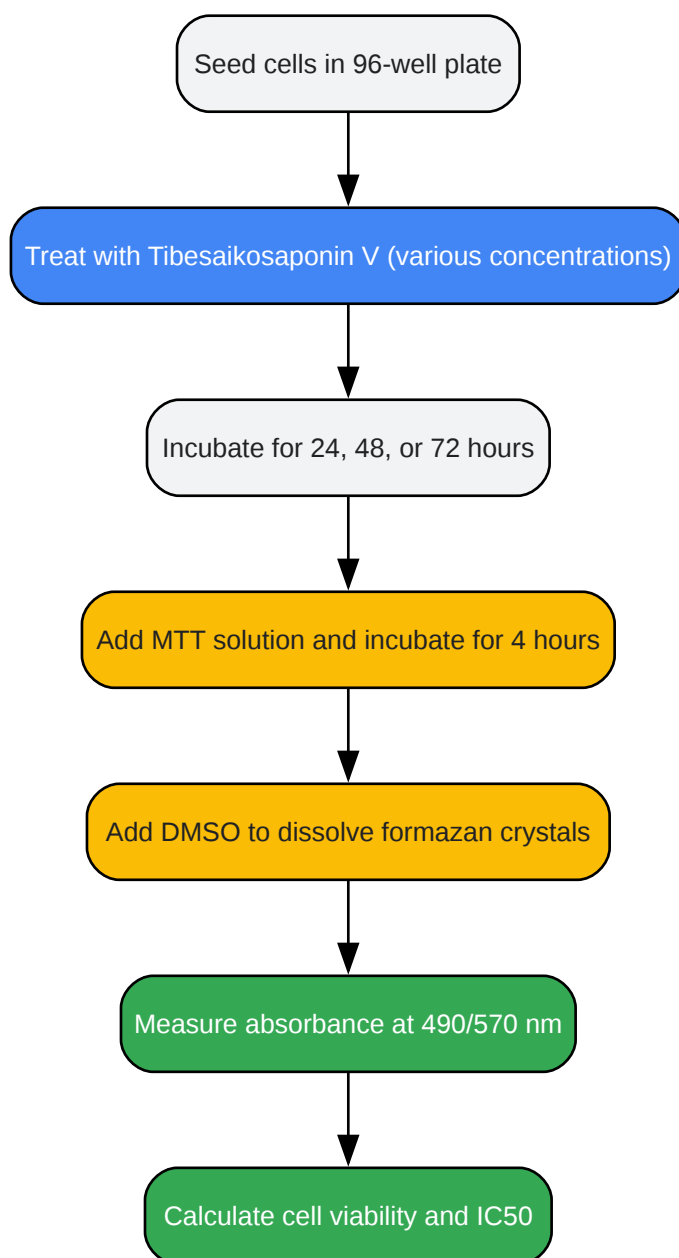 Seed cells in 96-well plate
Treat with Tibesaikosaponin V (various concentrations)
Incubate for 24, 48, or 72 hours
Add MTT solution and incubate for 4 hours
Add DMSO to dissolve formazan crystals
Measure absorbance at 490/570 nm
Calculate cell viability and IC50